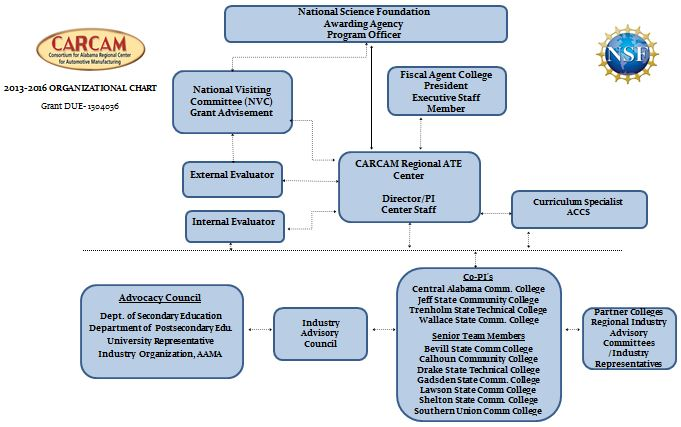 National Science Foundation
Awarding Agency
Program Officer
CARCAM
Consortium for Alabama Regional Center
for Automotive Manufacturing
NSF
2013-2016 ORGANIZATIONAL CHART
Grant DUE- 1304036
National Visiting
Committee (NVC)
Grant Advisement
Fiscal Agent College
President
Executive Staff
Member
External Evaluator
CARCAM Regional ATE
Center
Director/PI
Center Staff
Internal Evaluator
Curriculum Specialist
ACCS
Advocacy Council
Dept. of Secondary Education
Department of Postsecondary Edu.
University Representative
Industry Organization, AAMA
Industry
Advisory
Council
Co-PI's
Central Alabama Comm. College
Jeff State Community College
Trenholm State Technical College
Wallace State Comm. College
Senior Team Members
Bevill State Comm College
Calhoun Community College
Drake State Technical College
Gadsden State Comm. College
Lawson State Comm College
Shelton State Comm. College
Southern Union Comm College
Partner Colleges
Regional Industry
Advisory
Committees
/Industry
Representatives